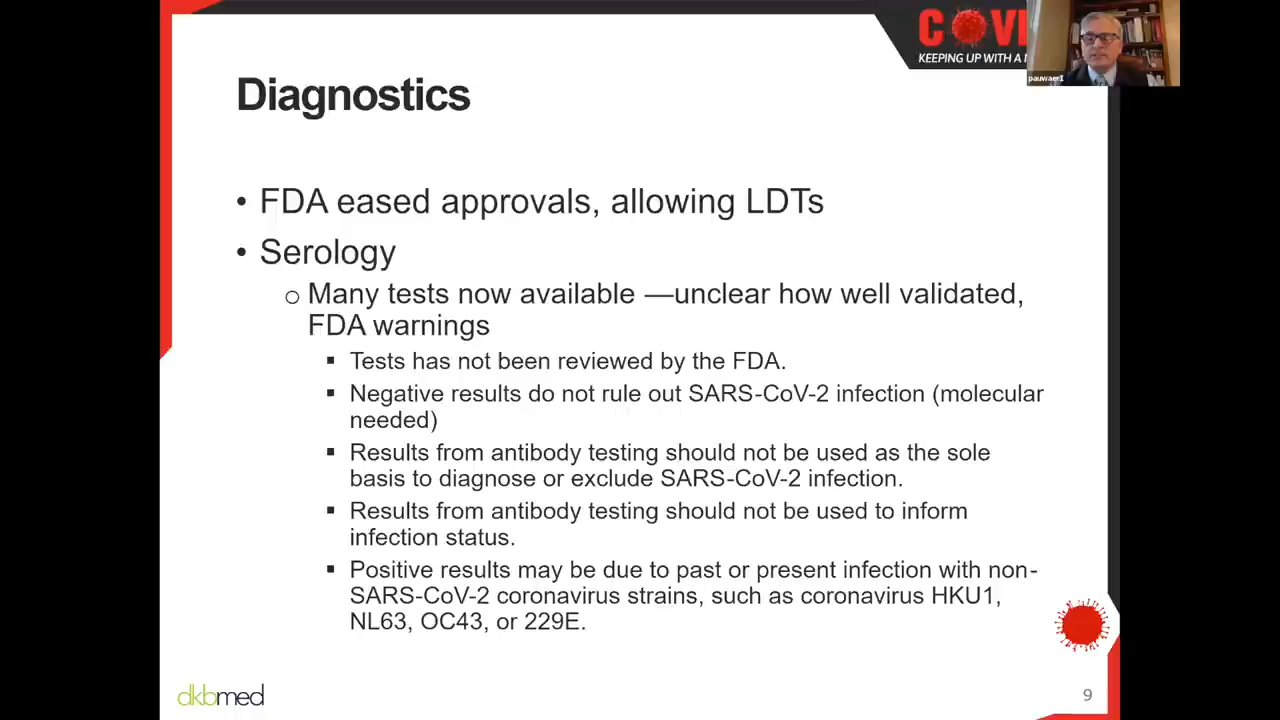 COVI
KEEPING UP WITH A
pauwaer1
Diagnostics
• FDA eased approvals, allowing LDTs
• Serology
o Many tests now available —unclear how well validated,
FDA warnings
▪ Tests has not been reviewed by the FDA.
▪ Negative results do not rule out SARS-CoV-2 infection (molecular
needed)
▪ Results from antibody testing should not be used as the sole
basis to diagnose or exclude SARS-CoV-2 infection.
▪ Results from antibody testing should not be used to inform
infection status.
▪ Positive results may be due to past or present infection with non-
SARS-CoV-2 coronavirus strains, such as coronavirus HKU1,
NL63, OC43, or 229E.
dkbmed
9